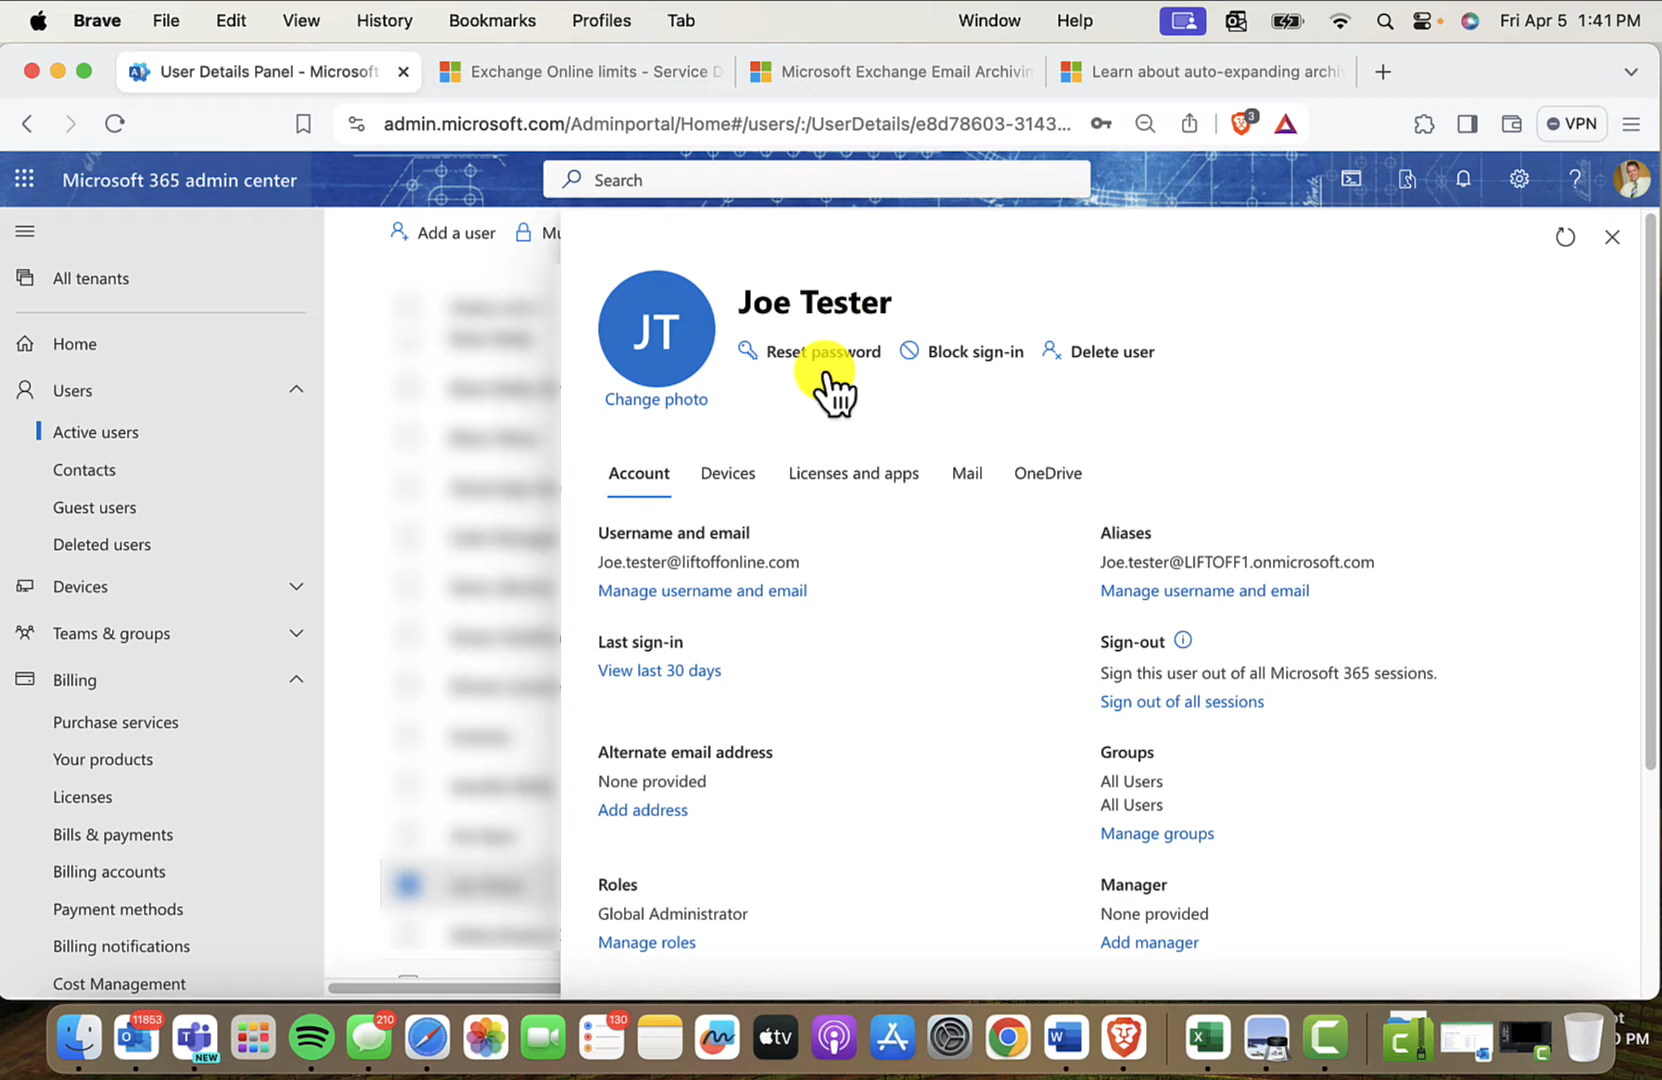 Brave File Edit View History Bookmarks Profiles Tab Window Help Fri Apr 5 1:41 PM
User Details Panel - Microsoft
Exchange Online limits - Service D
Microsoft Exchange Email Archivin
Learn about auto-expanding archi
admin.microsoft.com/Adminportal/Home#/users/:/UserDetails/e8d78603-3143...
3
VPN
Microsoft 365 admin center
Search
All tenants
Home
Users
Active users
Contacts
Guest users
Deleted users
Devices
Teams & groups
Billing
Purchase services
Your products
Licenses
Bills & payments
Billing accounts
Payment methods
Billing notifications
Cost Management
Add a user
Mu
JT
Change photo
Joe Tester
Reset password
Block sign-in
Delete user
Account
Devices
Licenses and apps
Mail
OneDrive
Username and email
Joe.tester@liftoffonline.com
Manage username and email
Aliases
Joe.tester@LIFTOFF1.onmicrosoft.com
Manage username and email
Last sign-in
View last 30 days
Sign-out
Sign this user out of all Microsoft 365 sessions.
Sign out of all sessions
Alternate email address
None provided
Add address
Groups
All Users
All Users
Manage groups
Roles
Global Administrator
Manage roles
Manager
None provided
Add manager
11853
NEW
210
130
tv